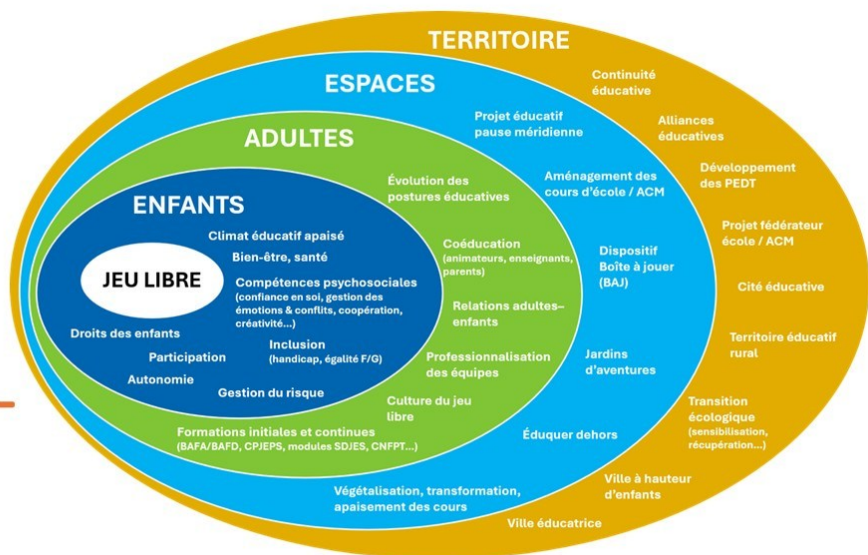 TERRITOIRE
Continuité
éducative
Alliances
éducatives
Développement
des PEDT
Projet fédérateur
école / ACM
Cité éducative
Territoire éducatif
rural
Transition
écologique
(sensibilisation,
récupération...)
Ville à hauteur
d'enfants
Ville éducatrice
ESPACES
Projet éducatif
pause méridienne
Aménagement des
cours d'école / ACM
Dispositif
Boîte à jouer
(BAJ)
Jardins
d'aventures
Éduquer dehors
Végétalisation, transformation,
apaisement des cours
ADULTES
Évolution des
postures éducatives
Coéducation
(animateurs, enseignants,
parents)
Relations adultes–
enfants
Professionnalisation
des équipes
Culture du jeu
libre
Formations initiales et continues
(BAFA/BAFD, CPJEPS, modules SDJES, CNFPT...)
ENFANTS
Climat éducatif apaisé
Bien-être, santé
Compétences psychosociales
(confiance en soi, gestion des
émotions & conflits, coopération,
créativité...)
Droits des enfants
Inclusion
(handicap, égalité F/G)
Participation
Autonomie
Gestion du risque
JEU LIBRE